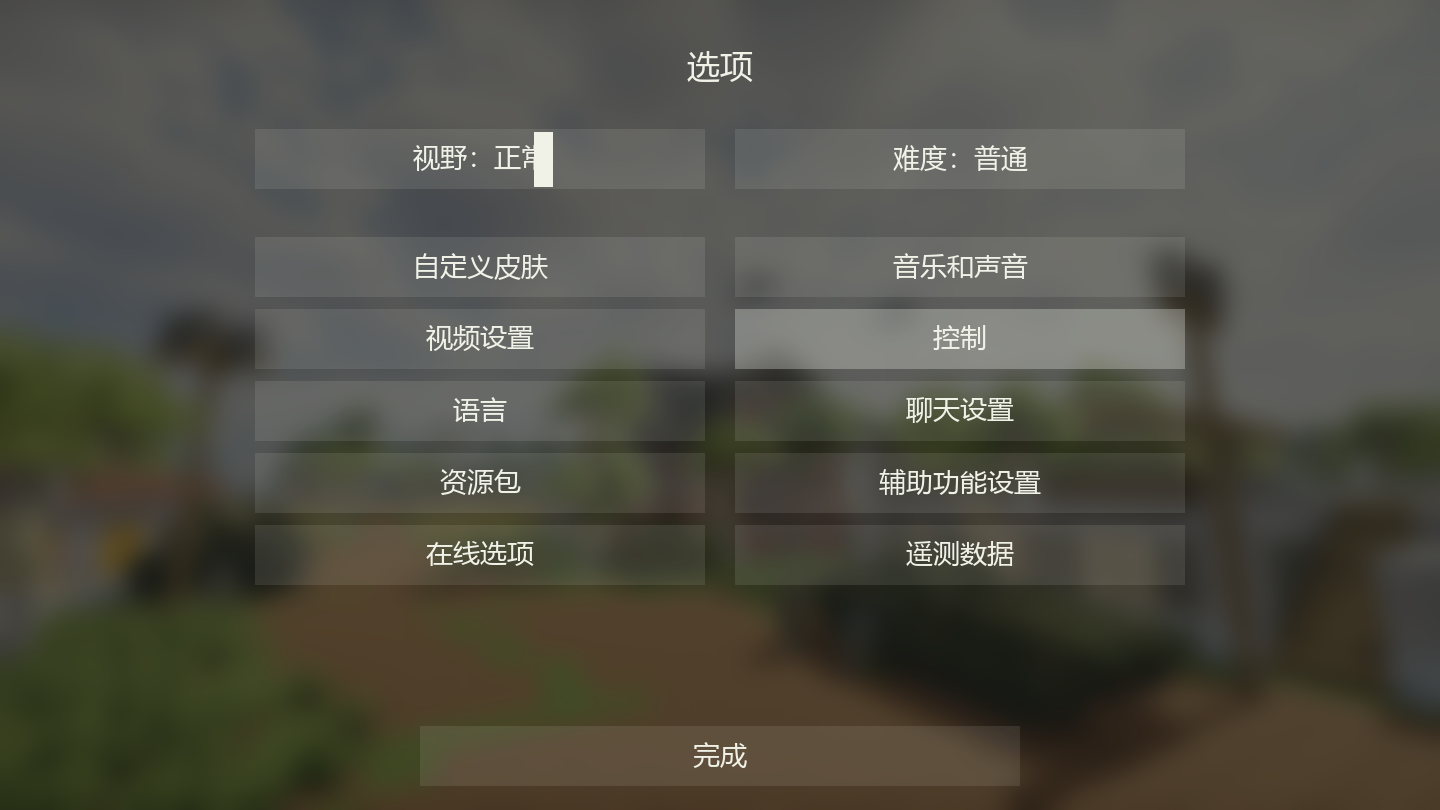 选项
视野：正常
难度：普通
自定义皮肤
音乐和声音
视频设置
控制
语言
聊天设置
资源包
辅助功能设置
在线选项
遥测数据
完成